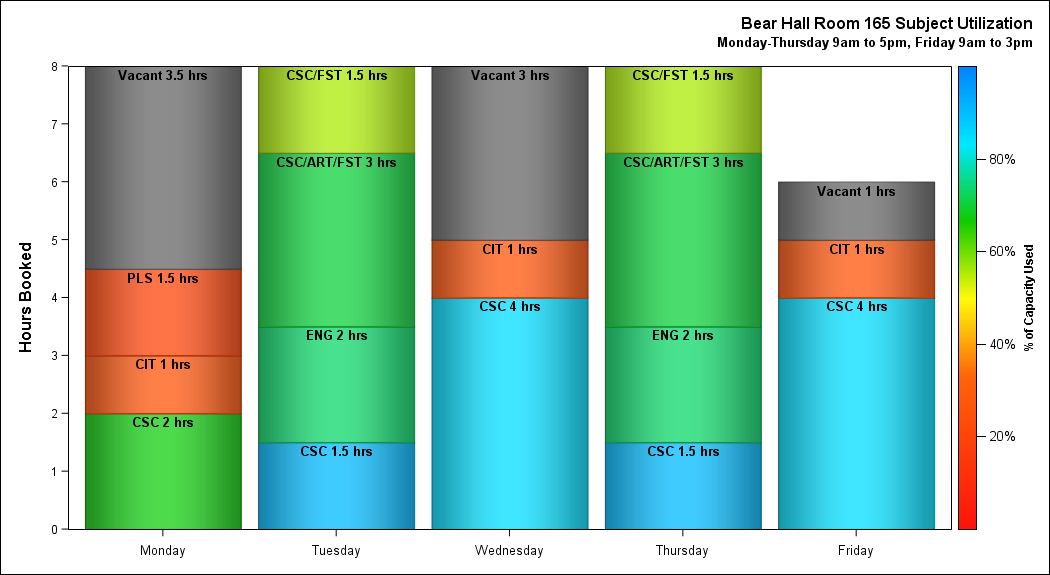 Bear Hall Room 165 Subject Utilization
Monday-Thursday 9am to 5pm, Friday 9am to 3pm
Hours Booked
8
7
6
5
4
3
2
1
0
Vacant 3.5 hrs
PLS 1.5 hrs
CIT 1 hrs
CSC 2 hrs
Monday
CSC/FST 1.5 hrs
CSC/ART/FST 3 hrs
ENG 2 hrs
CSC 1.5 hrs
Tuesday
Vacant 3 hrs
CIT 1 hrs
CSC 4 hrs
Wednesday
CSC/FST 1.5 hrs
CSC/ART/FST 3 hrs
ENG 2 hrs
CSC 1.5 hrs
Thursday
Vacant 1 hrs
CIT 1 hrs
CSC 4 hrs
Friday
80%
60%
40%
20%
% of Capacity Used